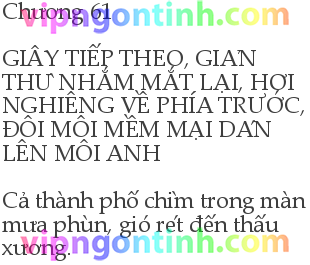 Chương 61
vipngontinh.com
GIÂY TIẾP THEO, GIẢN
THƯ NHẮM MẮT LẠI, HƠI
NGHIÊNG VỀ PHÍA TRƯỚC,
ĐÔI MÔI MỀM MẠI DÁN
LÊN MÔI ANH
Cả thành phố chìm trong màn
mưa phùn, gió rét đến thấu
xương.
vipngontinh.com